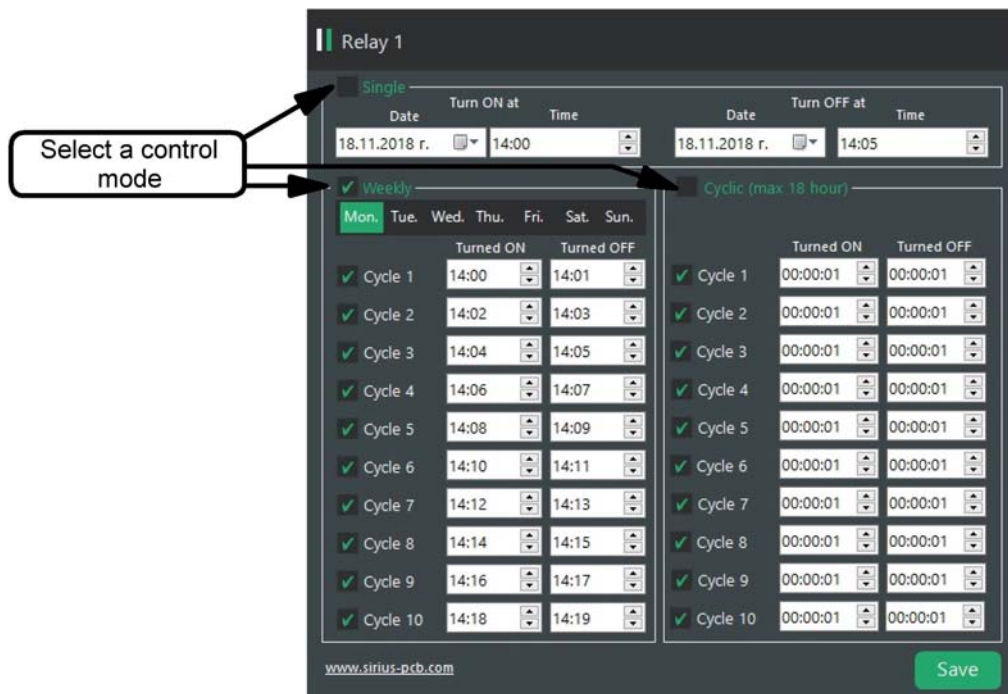 Relay 1
Single
Turn ON at
Turn OFF at
Date
Time
Date
Time
18.11.2018 г.
14:00
18.11.2018 г.
14:05
Select a control
mode
Weekly
Cyclic (max 18 hour)
Mon. Tue. Wed. Thu. Fri. Sat. Sun.
Turned ON Turned OFF
Cycle 1 14:00 14:01
Cycle 2 14:02 14:03
Cycle 3 14:04 14:05
Cycle 4 14:06 14:07
Cycle 5 14:08 14:09
Cycle 6 14:10 14:11
Cycle 7 14:12 14:13
Cycle 8 14:14 14:15
Cycle 9 14:16 14:17
Cycle 10 14:18 14:19
Turned ON Turned OFF
Cycle 1 00:00:01 00:00:01
Cycle 2 00:00:01 00:00:01
Cycle 3 00:00:01 00:00:01
Cycle 4 00:00:01 00:00:01
Cycle 5 00:00:01 00:00:01
Cycle 6 00:00:01 00:00:01
Cycle 7 00:00:01 00:00:01
Cycle 8 00:00:01 00:00:01
Cycle 9 00:00:01 00:00:01
Cycle 10 00:00:01 00:00:01
www.sirius-pcb.com
Save